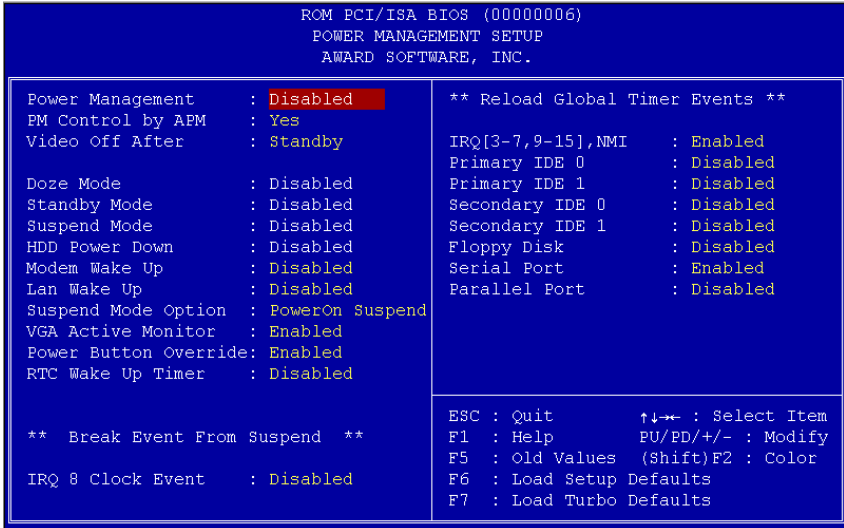 ROM PCI/ISA BIOS (00000006)
POWER MANAGEMENT SETUP
AWARD SOFTWARE, INC.
Power Management : Disabled
PM Control by APM : Yes
Video Off After : Standby
Doze Mode : Disabled
Standby Mode : Disabled
Suspend Mode : Disabled
HDD Power Down : Disabled
Modem Wake Up : Disabled
Lan Wake Up : Disabled
Suspend Mode Option : PowerOn Suspend
VGA Active Monitor : Enabled
Power Button Override: Enabled
RTC Wake Up Timer : Disabled
** Break Event From Suspend **
IRQ 8 Clock Event : Disabled
** Reload Global Timer Events **
IRQ[3-7,9-15],NMI : Enabled
Primary IDE 0 : Disabled
Primary IDE 1 : Disabled
Secondary IDE 0 : Disabled
Secondary IDE 1 : Disabled
Floppy Disk : Disabled
Serial Port : Enabled
Parallel Port : Disabled
ESC : Quit ↑↓→← : Select Item
F1 : Help PU/PD/+/- : Modify
F5 : Old Values (Shift)F2 : Color
F6 : Load Setup Defaults
F7 : Load Turbo Defaults